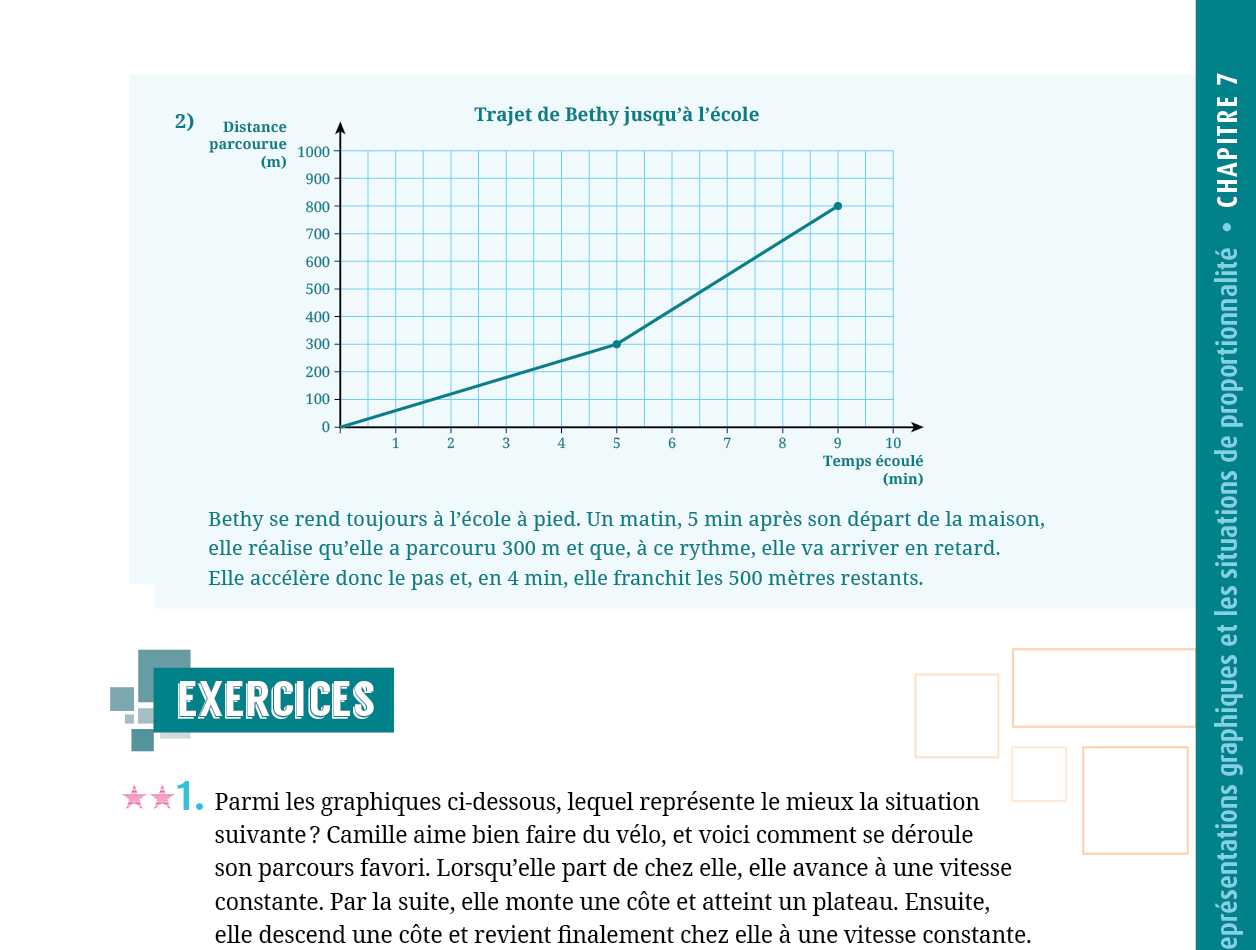 2)
Trajet de Bethy jusqu’à l’école
Distance
parcourue
(m)
1000
900
800
700
600
500
400
300
200
100
0
1 2 3 4 5 6 7 8 9 10
Temps écoulé
(min)
Bethy se rend toujours à l’école à pied. Un matin, 5 min après son départ de la maison,
elle réalise qu’elle a parcouru 300 m et que, à ce rythme, elle va arriver en retard.
Elle accélère donc le pas et, en 4 min, elle franchit les 500 mètres restants.
EXERCICES
1. Parmi les graphiques ci-dessous, lequel représente le mieux la situation
suivante ? Camille aime bien faire du vélo, et voici comment se déroule
son parcours favori. Lorsqu’elle part de chez elle, elle avance à une vitesse
constante. Par la suite, elle monte une côte et atteint un plateau. Ensuite,
elle descend une côte et revient finalement chez elle à une vitesse constante.
graphiques et les situations de proportionnalité • CHAPITRE 7